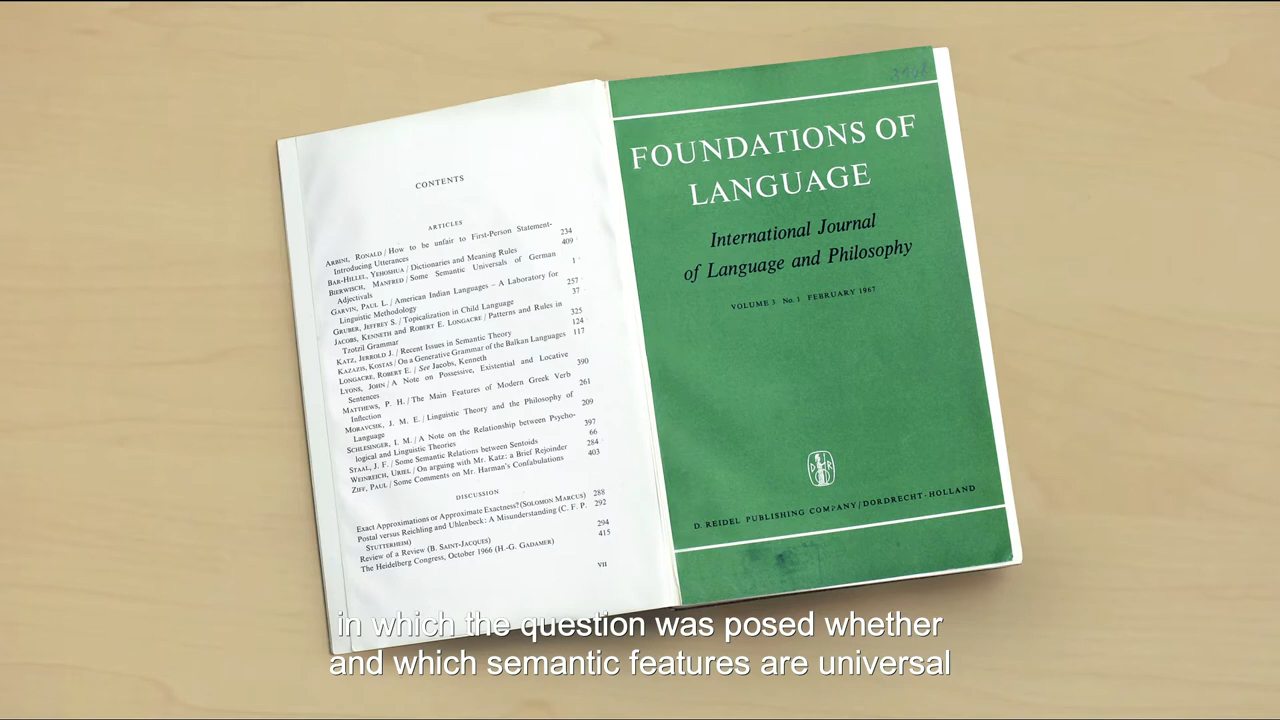 CONTENTS
ARTICLES
ARBINI, RONALD / How to be unfair to First-Person Statement-
Introducing Utterances 234
BAR-HILLEL, YEHOSHUA / Dictionaries and Meaning Rules 409
BIERWISCH, MANFRED / Some Semantic Universals of German
Adjectivals 1
GARVIN, PAUL L. / American Indian Languages – A Laboratory for
Linguistic Methodology 257
GRUBER, JEFFREY S. / Topicalization in Child Language 37
JACOBS, KENNETH and ROBERT E. LONGACRE / Patterns and Rules in
Tzotzil Grammar 325
KATZ, JERROLD J. / Recent Issues in Semantic Theory 124
KAZAZIS, KOSTAS / On a Generative Grammar of the Balkan Languages 117
LONGACRE, ROBERT E. / See Jacobs, Kenneth
LYONS, JOHN / A Note on Possessive, Existential and Locative
Sentences 390
MATTHEWS, P. H. / The Main Features of Modern Greek Verb
Inflection 261
MORAVCSIK, J. M. E. / Linguistic Theory and the Philosophy of
Language 209
SCHLESINGER, I. M. / A Note on the Relationship between Psycho-
logical and Linguistic Theories 397
STAAL, J. F. / Some Semantic Relations between Sentoids 66
WEINREICH, URIEL / On arguing with Mr. Katz: a Brief Rejoinder 284
ZIFF, PAUL / Some Comments on Mr. Harman's Confabulations 403
DISCUSSION
Exact Approximations or Approximate Exactness? (SOLOMON MARCUS) 288
Postal versus Reichling and Uhlenbeck: A Misunderstanding (C. F. P.
STUTTERHEIM) 292
Review of a Review (B. SAINT-JACQUES) 294
The Heidelberg Congress, October 1966 (H.-G. GADAMER) 415
VII
FOUNDATIONS OF
LANGUAGE
International Journal
of Language and Philosophy
VOLUME 3 No. 1 FEBRUARY 1967
D R
D. REIDEL PUBLISHING COMPANY / DORDRECHT-HOLLAND
in which the question was posed whether
and which semantic features are universal